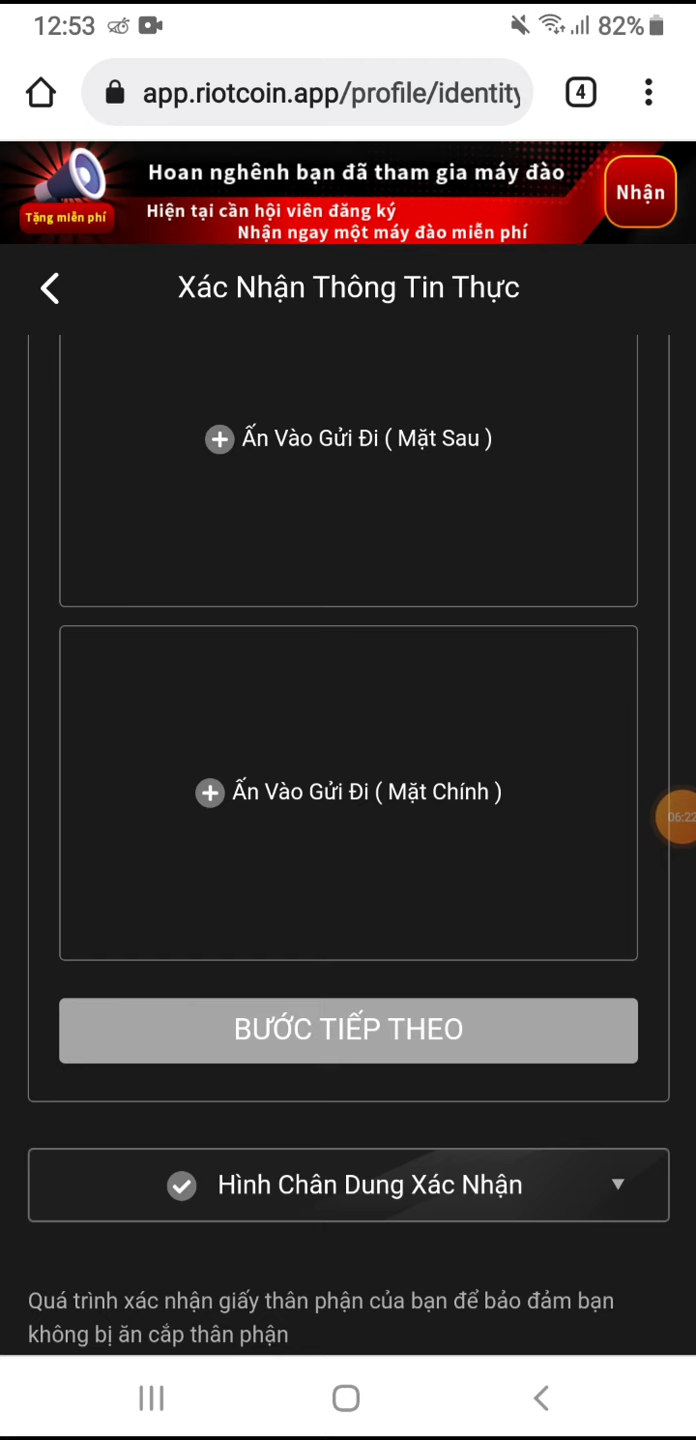 12:53
82%
app.riotcoin.app/profile/identity
4
Hoan nghênh bạn đã tham gia máy đào
Nhận
Tặng miễn phí
Hiện tại cần hội viên đăng ký
Nhận ngay một máy đào miễn phí
Xác Nhận Thông Tin Thực
Ấn Vào Gửi Đi ( Mặt Sau )
Ấn Vào Gửi Đi ( Mặt Chính )
06:22
BƯỚC TIẾP THEO
Hình Chân Dung Xác Nhận
Quá trình xác nhận giấy thân phận của bạn để bảo đảm bạn
không bị ăn cắp thân phận